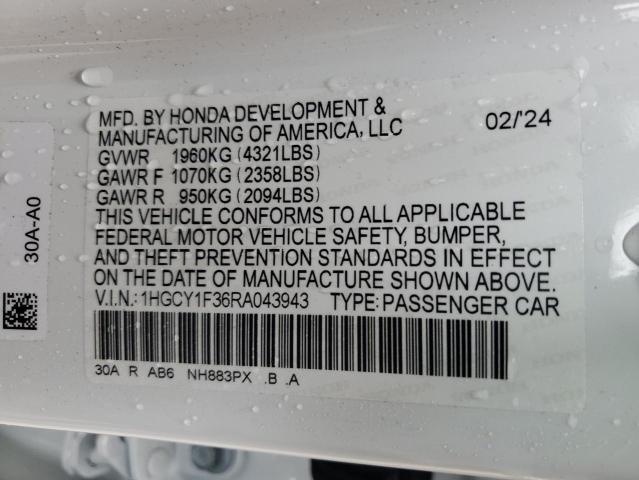 MFD. BY HONDA DEVELOPMENT &
MANUFACTURING OF AMERICA, LLC 02/'24
GVWR 1960KG (4321LBS)
GAWR F 1070KG (2358LBS)
GAWR R 950KG (2094LBS)
THIS VEHICLE CONFORMS TO ALL APPLICABLE
FEDERAL MOTOR VEHICLE SAFETY, BUMPER,
AND THEFT PREVENTION STANDARDS IN EFFECT
ON THE DATE OF MANUFACTURE SHOWN ABOVE.
V.I.N.:1HGCY1F36RA043943 TYPE:PASSENGER CAR
30A R AB6 NH883PX .B .A
30A-A0